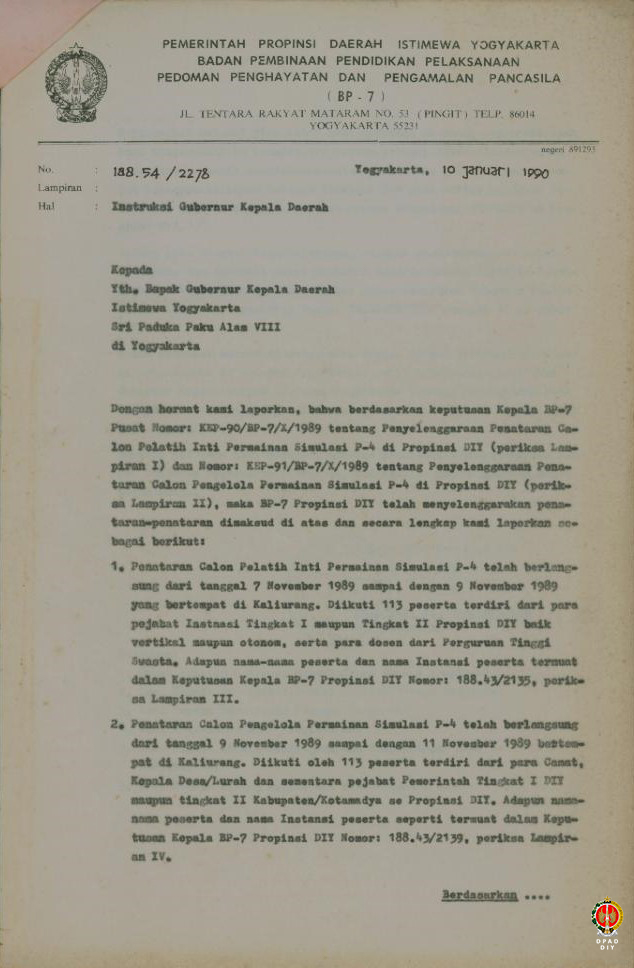 PEMERINTAH PROPINSI DAERAH ISTIMEWA YOGYAKARTA
BADAN PEMBINAAN PENDIDIKAN PELAKSANAAN
PEDOMAN PENGHAYATAN DAN PENGAMALAN PANCASILA
( BP - 7 )
JL. TENTARA RAKYAT MATARAM NO. 53 ( PINGIT ) TELP. 86014
YOGYAKARTA 55231
negeri 891293
No. : 188.54 / 2278 Yogyakarta, 10 Januari 1990
Lampiran :
Hal : Instruksi Gubernur Kepala Daerah
Kepada
Yth. Bapak Gubernur Kepala Daerah
Istimewa Yogyakarta
Sri Paduka Paku Alam VIII
di Yogyakarta
Dengan hormat kami laporkan, bahwa berdasarkan keputusan Kepala BP-7
Pusat Nomor: KEP-90/BP-7/X/1989 tentang Penyelenggaraan Penataran Ca-
lon Pelatih Inti Permainan Simulasi P-4 di Propinsi DIY (periksa Lam-
piran I) dan Nomor: KEP-91/BP-7/X/1989 tentang Penyelenggaraan Pena-
taran Calon Pengelola Permainan Simulasi P-4 di Propinsi DIY (perik-
sa Lampiran II), maka BP-7 Propinsi DIY telah menyelenggarakan pena-
taran-penataran dimaksud di atas dan secara lengkap kami laporkan se-
bagai berikut:
1. Penataran Calon Pelatih Inti Permainan Simulasi P-4 telah berlang-
sung dari tanggal 7 November 1989 sampai dengan 9 November 1989
yang bertempat di Kaliurang. Diikuti 113 peserta terdiri dari para
pejabat Instansi Tingkat I maupun Tingkat II Propinsi DIY baik
vertikal maupun otonom, serta para dosen dari Perguruan Tinggi
Swasta. Adapun nama-nama peserta dan nama Instansi peserta termuat
dalam Keputusan Kepala BP-7 Propinsi DIY Nomor: 188.43/2135, perik-
sa Lampiran III.
2. Penataran Calon Pengelola Permainan Simulasi P-4 telah berlangsung
dari tanggal 9 November 1989 sampai dengan 11 November 1989 bertem-
pat di Kaliurang. Diikuti oleh 113 peserta terdiri dari para Camat,
Kepala Desa/Lurah dan sementara pejabat Pemerintah Tingkat I DIY
maupun tingkat II Kabupaten/Kotamadya se Propinsi DIY. Adapun nama-
nama peserta dan nama Instansi peserta seperti termuat dalam Kepu-
tusan Kepala BP-7 Propinsi DIY Nomor: 188.43/2139, periksa Lampir-
an IV.
Berdasarkan ....
DPAD
DIY